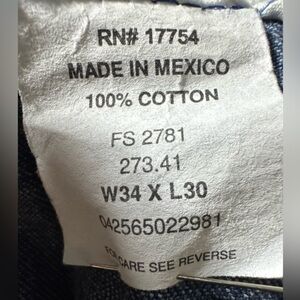 RN# 17754
MADE IN MEXICO
100% COTTON
FS 2781
273.41
W34 X L30
042565022981
FOR CARE SEE REVERSE